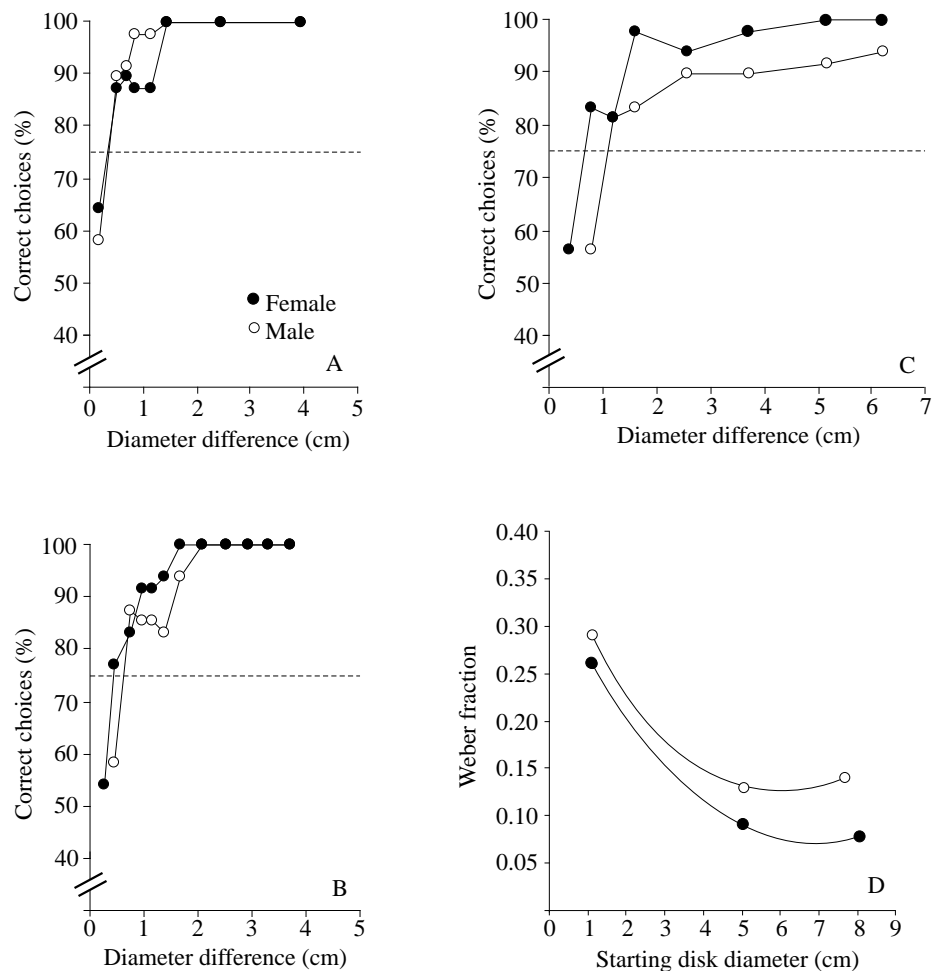 100
90
80
70
60
50
40
Correct choices (%)
Female
Male
A
0 1 2 3 4 5
Diameter difference (cm)
100
90
80
70
60
50
40
Correct choices (%)
C
0 1 2 3 4 5 6 7
Diameter difference (cm)
100
90
80
70
60
50
40
Correct choices (%)
B
0 1 2 3 4 5
Diameter difference (cm)
0.40
0.35
0.30
0.25
0.20
0.15
0.10
0.05
Weber fraction
D
0 1 2 3 4 5 6 7 8 9
Starting disk diameter (cm)